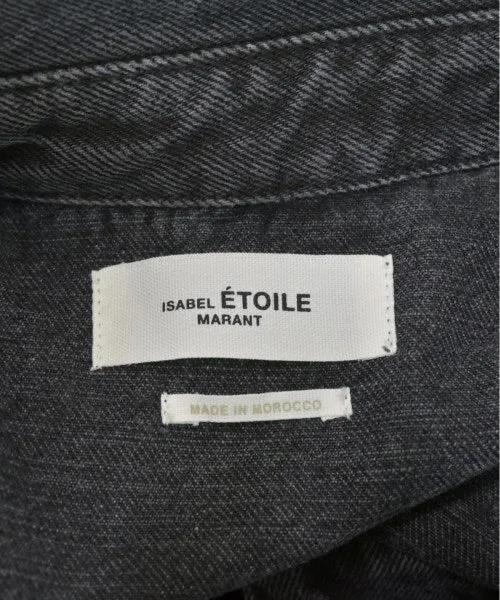 ISABEL ÉTOILE
MARANT
MADE IN MOROCCO